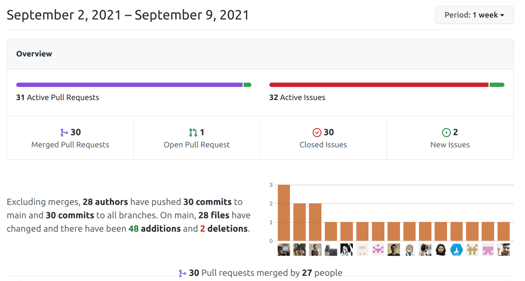 September 2, 2021 – September 9, 2021
Period: 1 week
Overview
31 Active Pull Requests
32 Active Issues
30
Merged Pull Requests
1
Open Pull Request
30
Closed Issues
2
New Issues
Excluding merges, 28 authors have pushed 30 commits to
main and 30 commits to all branches. On main, 28 files have
changed and there have been 48 additions and 2 deletions.
3
2
1
0
30 Pull requests merged by 27 people